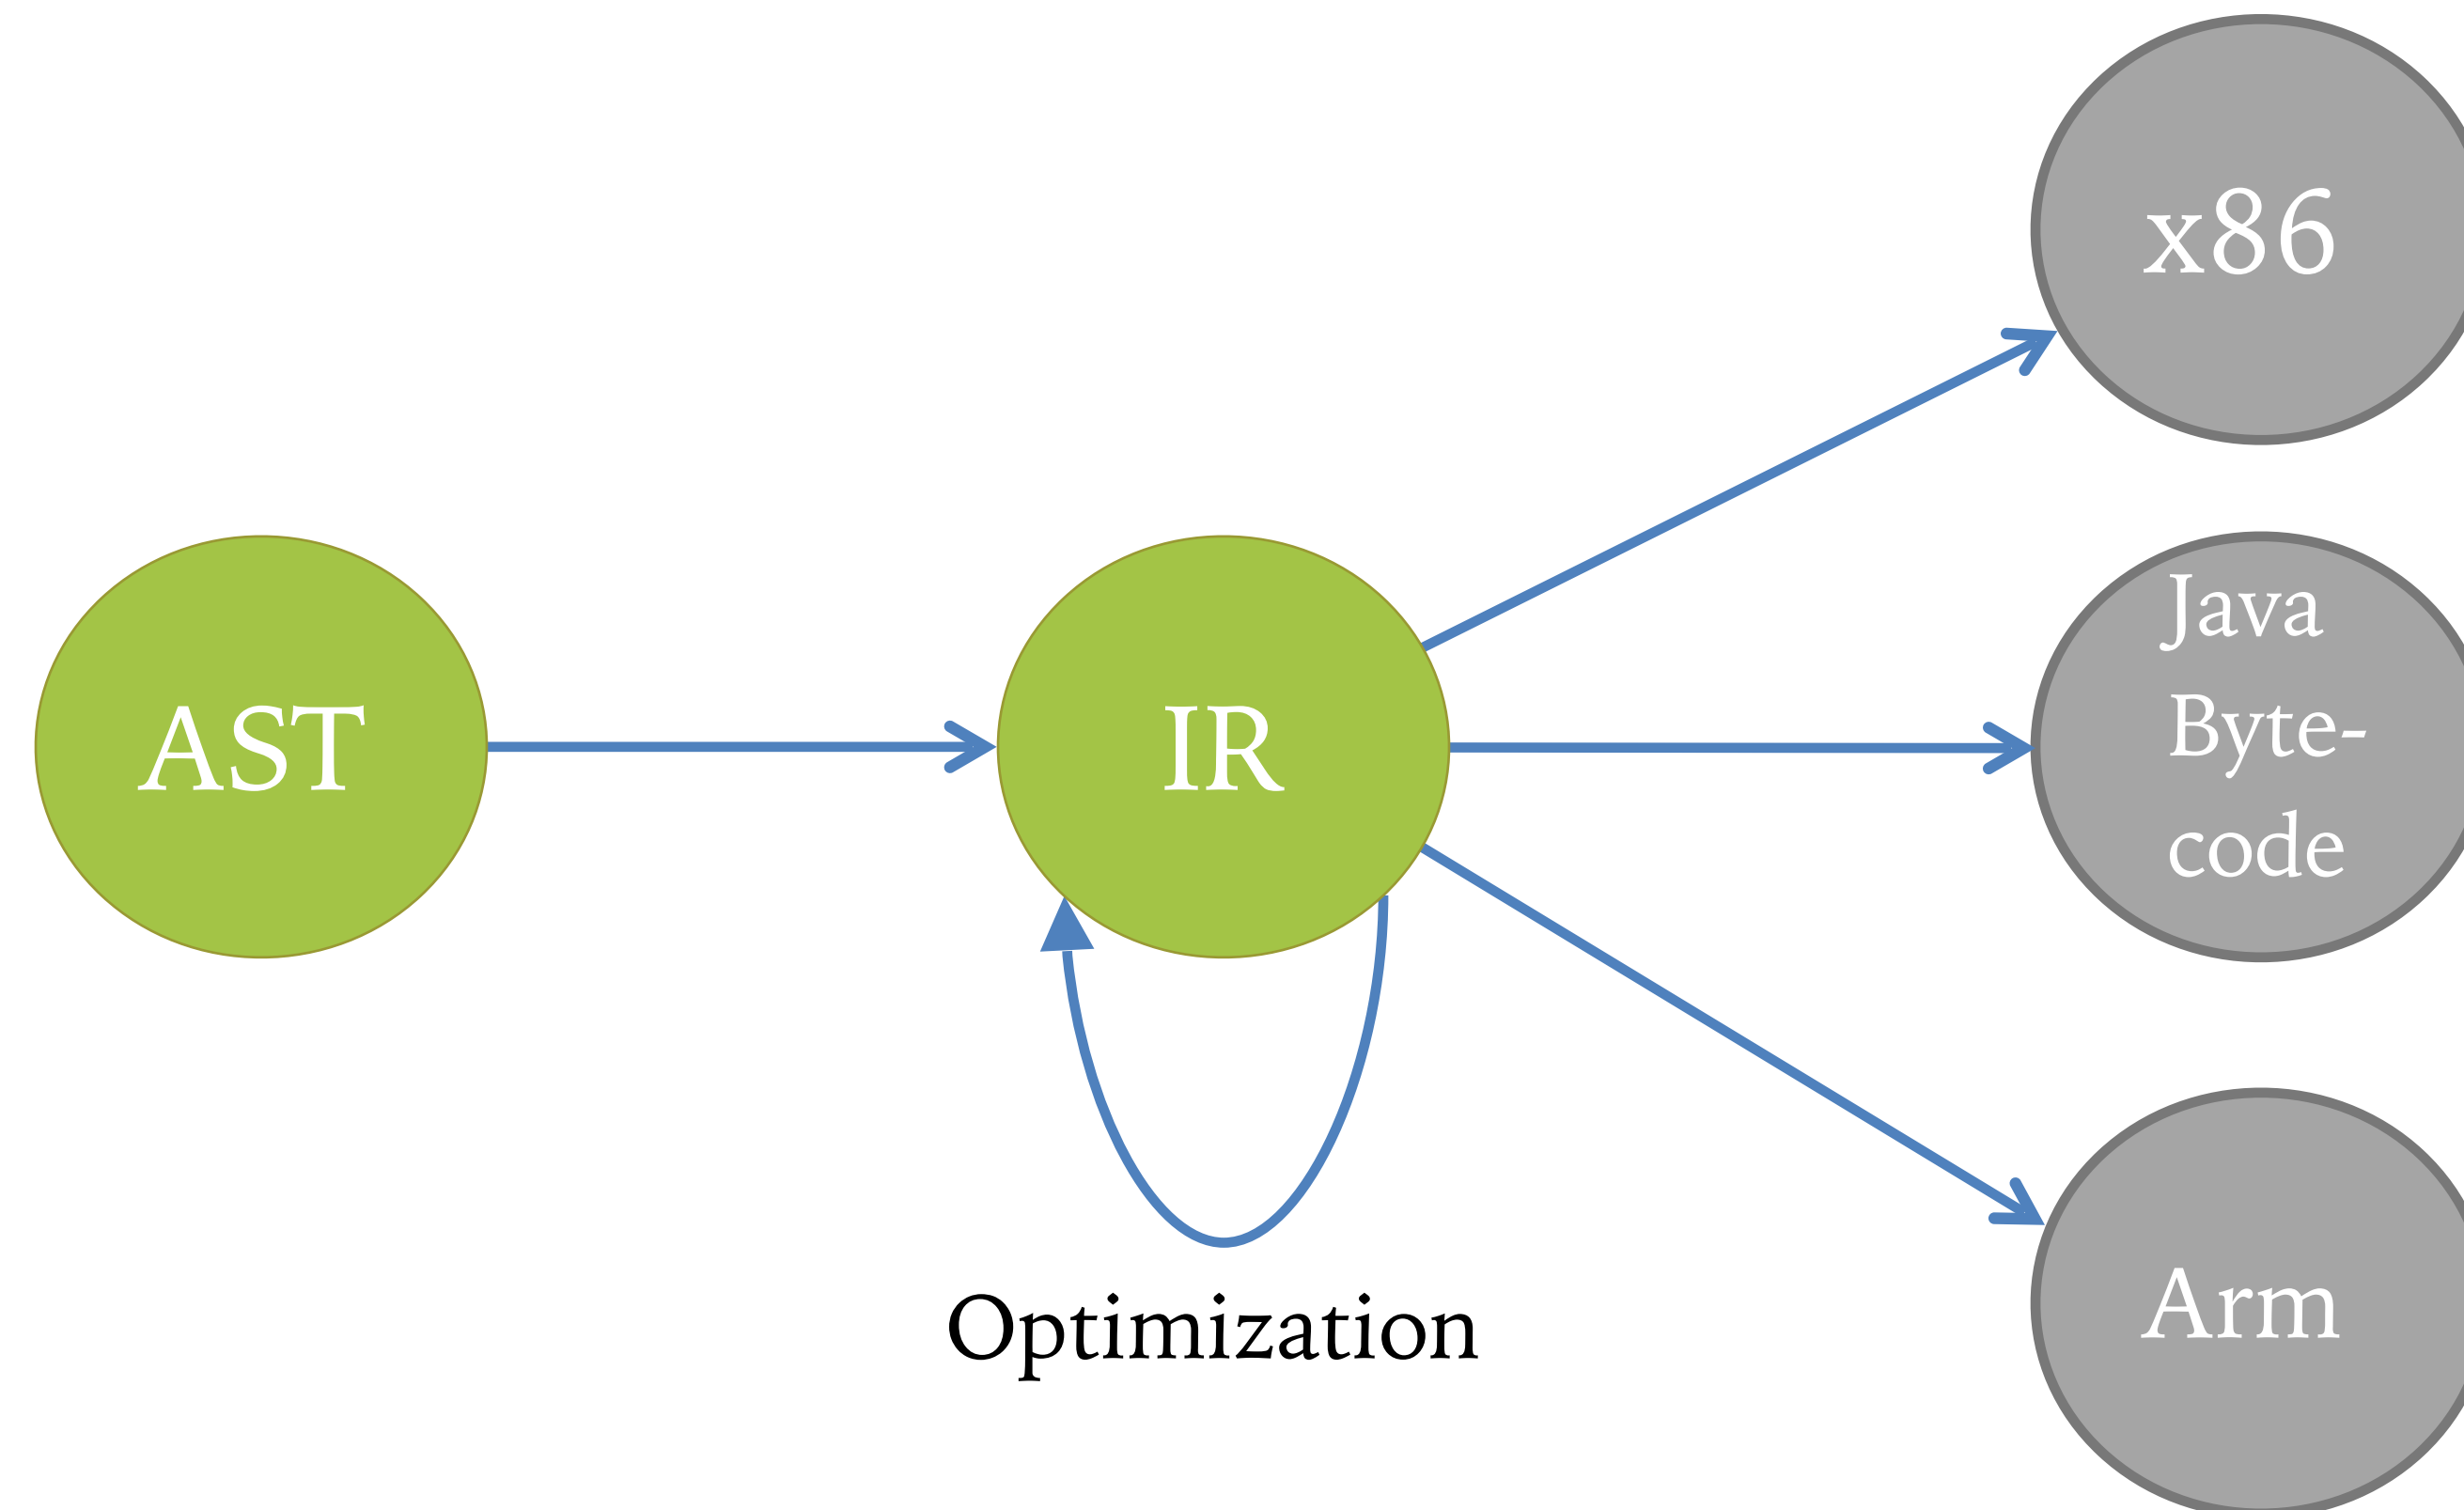 x86
Java
Byte-
code
AST
IR
Arm
Optimization